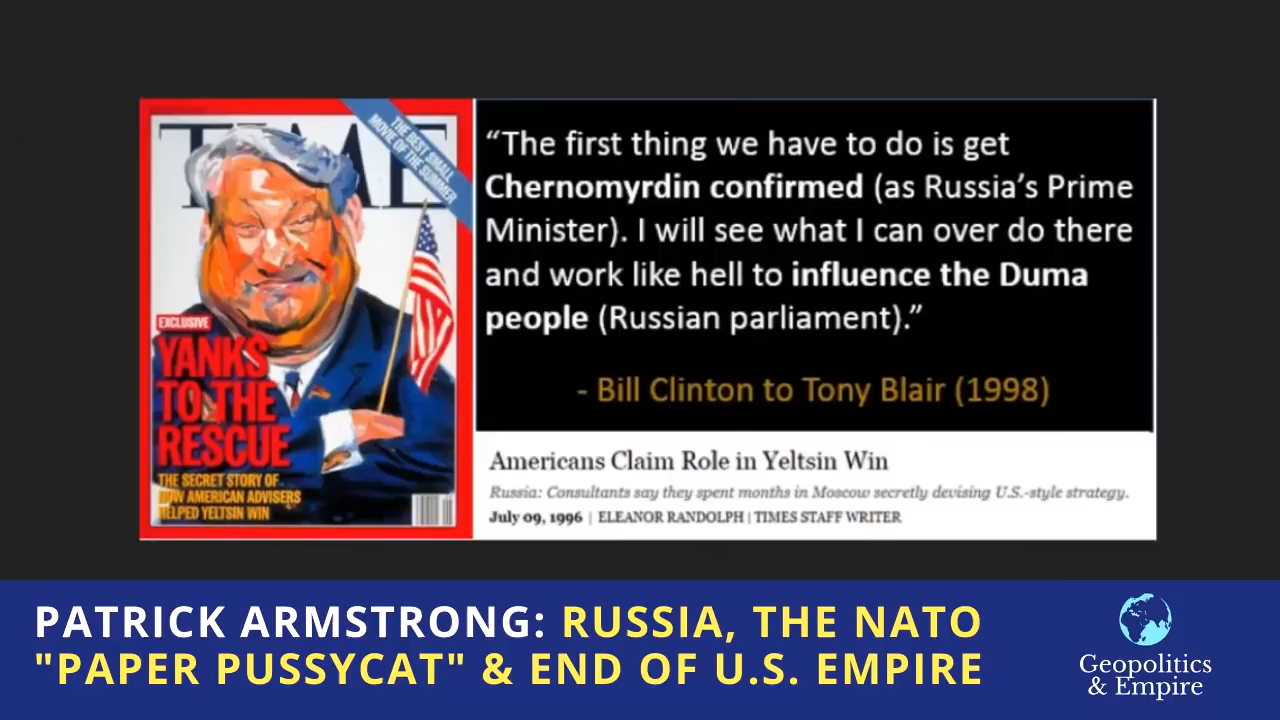 TIME
THE BEST SMALL
MOVIE OF THE SUMMER
EXCLUSIVE
YANKS
TO THE
RESCUE
THE SECRET STORY OF
HOW AMERICAN ADVISERS
HELPED YELTSIN WIN
“The first thing we have to do is get
Chernomyrdin confirmed (as Russia’s Prime
Minister). I will see what I can over do there
and work like hell to influence the Duma
people (Russian parliament).”
- Bill Clinton to Tony Blair (1998)
Americans Claim Role in Yeltsin Win
Russia: Consultants say they spent months in Moscow secretly devising U.S.-style strategy.
July 09, 1996 | ELEANOR RANDOLPH | TIMES STAFF WRITER
PATRICK ARMSTRONG: RUSSIA, THE NATO
"PAPER PUSSYCAT" & END OF U.S. EMPIRE
Geopolitics
& Empire